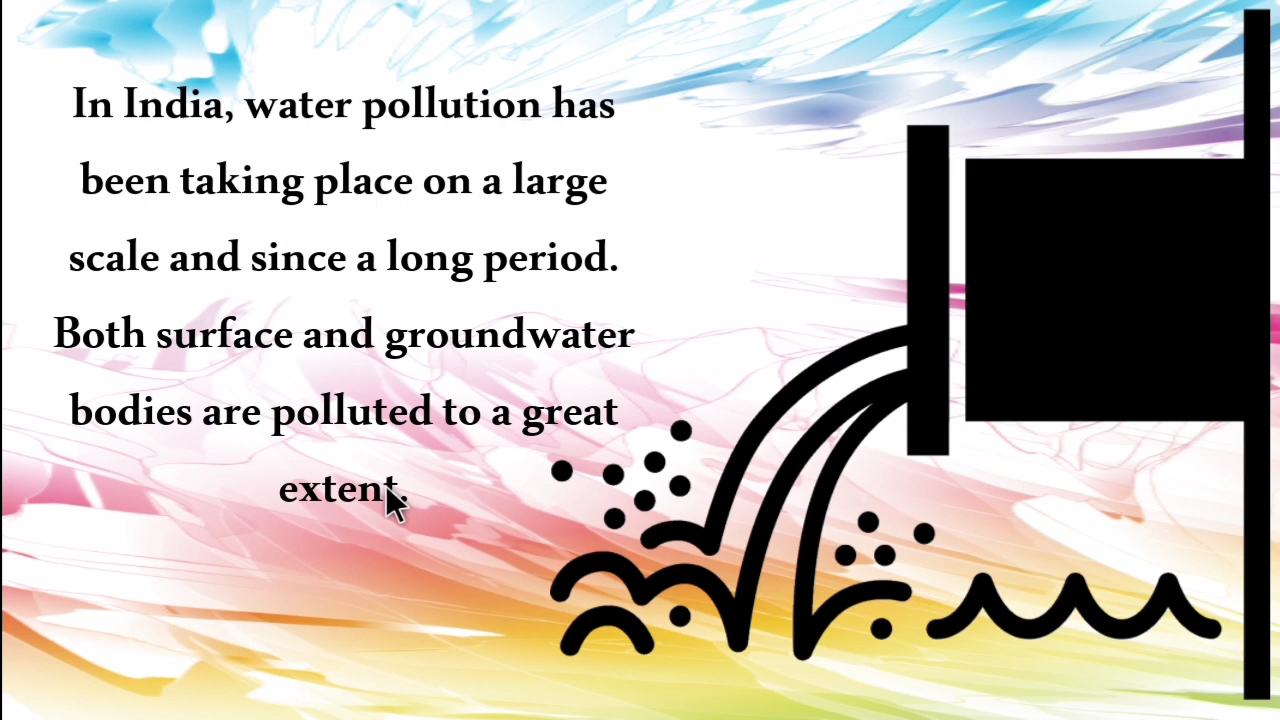 In India, water pollution has
been taking place on a large
scale and since a long period.
Both surface and groundwater
bodies are polluted to a great
extent.